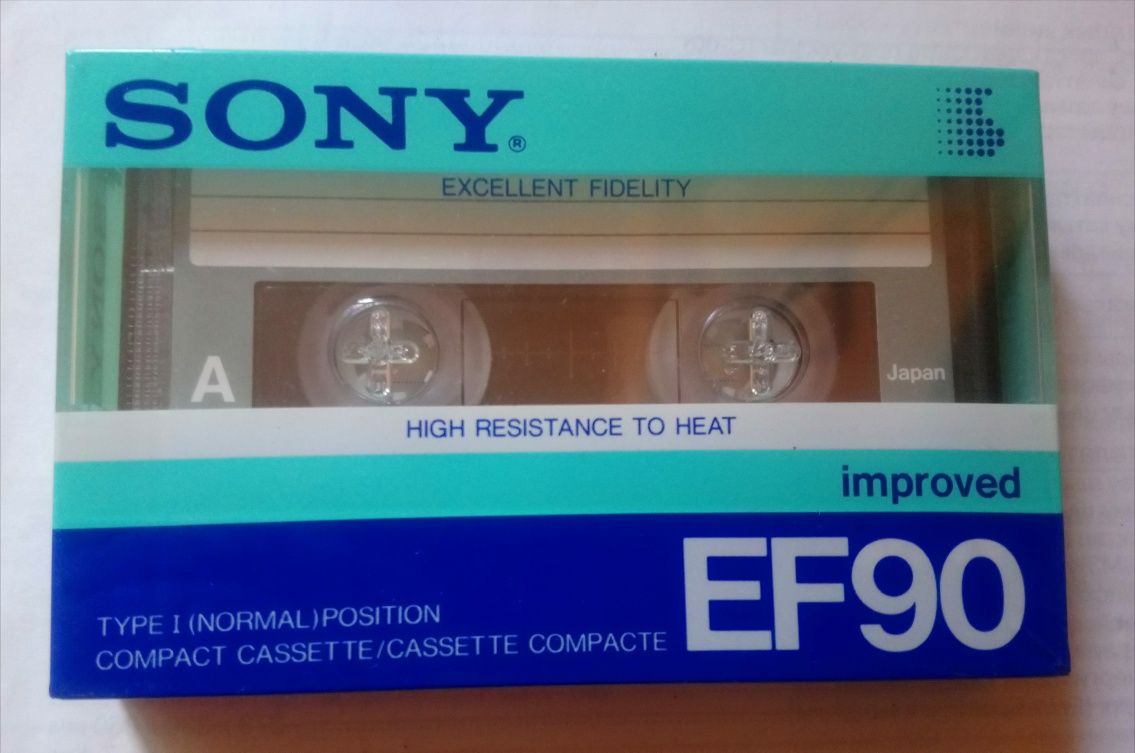 SONY®
EXCELLENT FIDELITY
A
Japan
HIGH RESISTANCE TO HEAT
improved
EF90
TYPE I (NORMAL) POSITION
COMPACT CASSETTE/CASSETTE COMPACTE